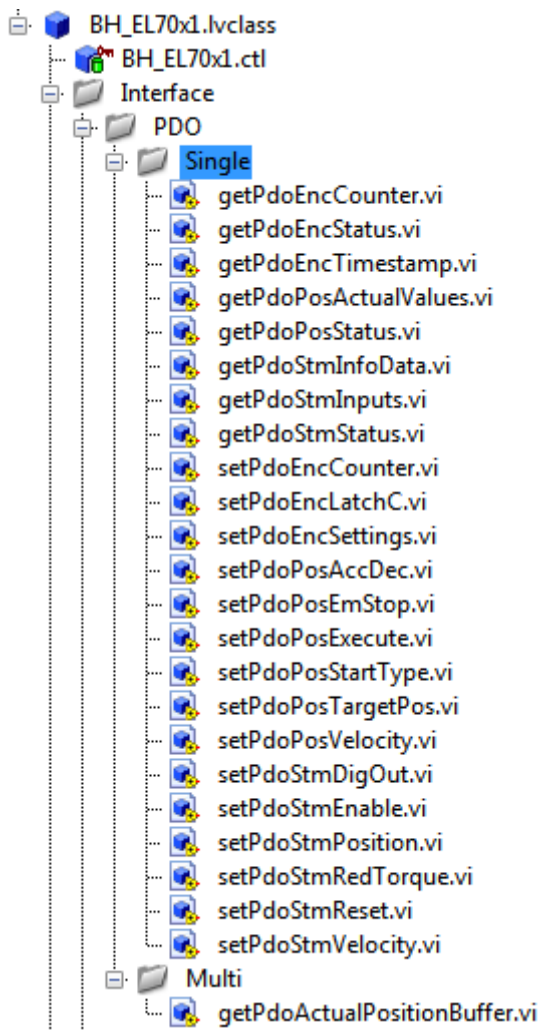 BH_EL70x1.lvclass
BH_EL70x1.ctl
Interface
PDO
Single
getPdoEncCounter.vi
getPdoEncStatus.vi
getPdoEncTimestamp.vi
getPdoPosActualValues.vi
getPdoPosStatus.vi
getPdoStmInfoData.vi
getPdoStmInputs.vi
getPdoStmStatus.vi
setPdoEncCounter.vi
setPdoEncLatchC.vi
setPdoEncSettings.vi
setPdoPosAccDec.vi
setPdoPosEmStop.vi
setPdoPosExecute.vi
setPdoPosStartType.vi
setPdoPosTargetPos.vi
setPdoPosVelocity.vi
setPdoStmDigOut.vi
setPdoStmEnable.vi
setPdoStmPosition.vi
setPdoStmRedTorque.vi
setPdoStmReset.vi
setPdoStmVelocity.vi
Multi
getPdoActualPositionBuffer.vi